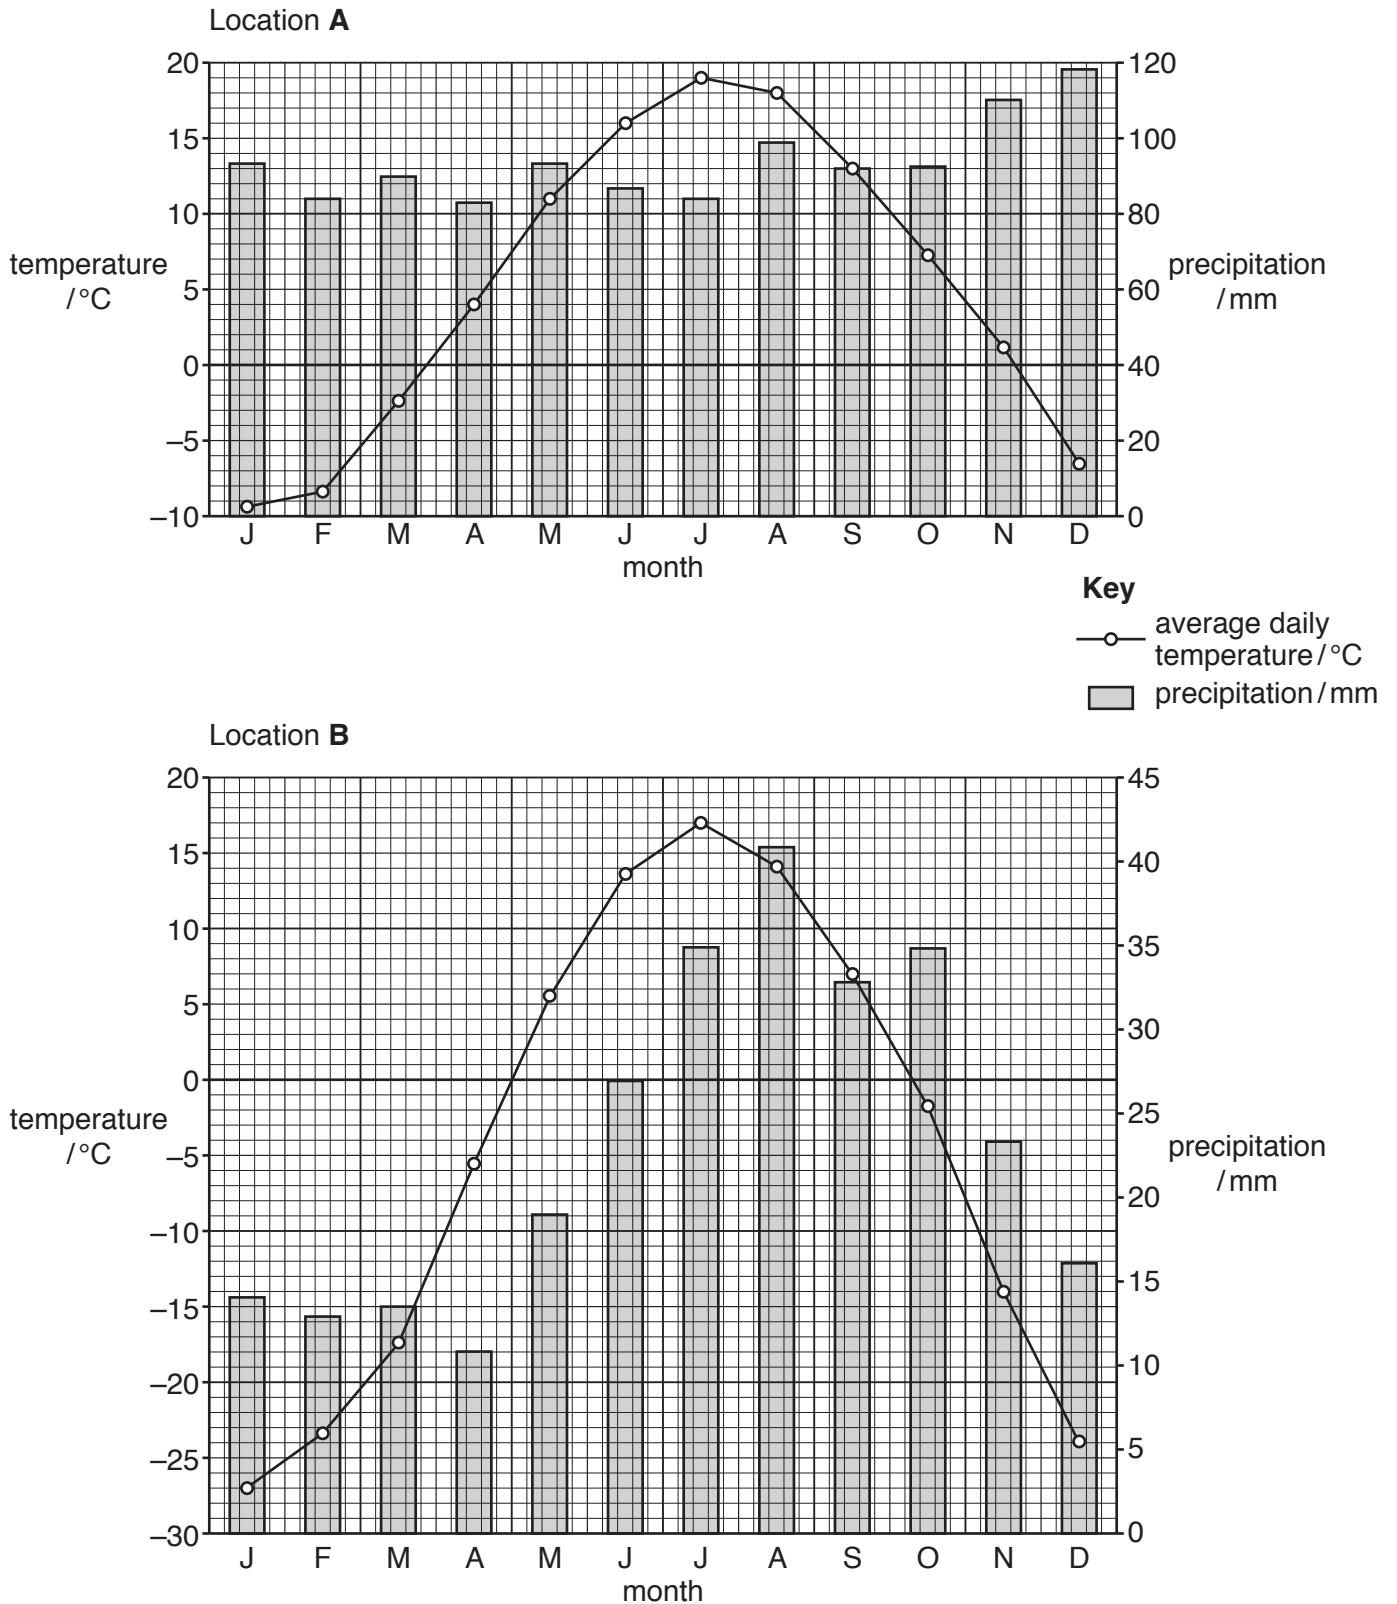 Location A
20
15
10
5
0
–5
–10
temperature
/ °C
120
100
80
60
40
20
0
precipitation
/ mm
J F M A M J J A S O N D
month
Key
average daily
temperature / °C
precipitation / mm
Location B
20
15
10
5
0
–5
–10
–15
–20
–25
–30
temperature
/ °C
45
40
35
30
25
20
15
10
5
0
precipitation
/ mm
J F M A M J J A S O N D
month